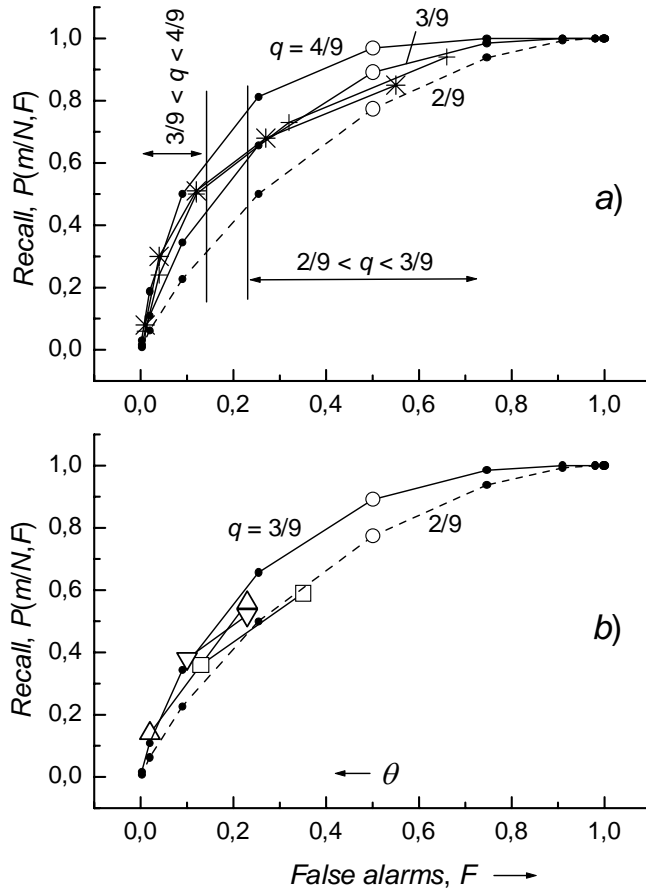 1,0
0,8
0,6
0,4
0,2
0,0
Recall, P(m/N,F)
3/9 < q < 4/9
q = 4/9
3/9
2/9
a)
2/9 < q < 3/9
0,0 0,2 0,4 0,6 0,8 1,0
1,0
0,8
0,6
0,4
0,2
0,0
Recall, P(m/N,F)
q = 3/9
2/9
b)
← θ
0,0 0,2 0,4 0,6 0,8 1,0
False alarms, F →